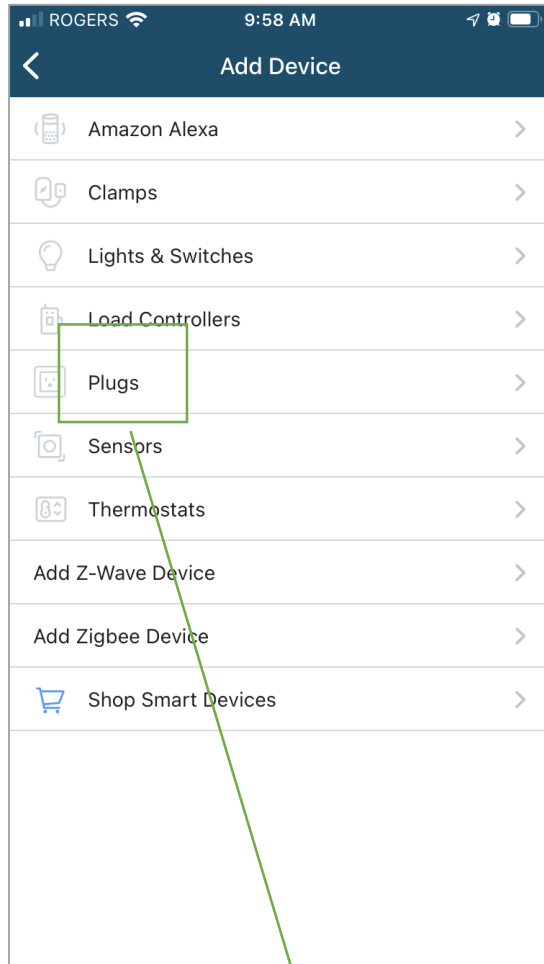 ROGERS 9:58 AM
Add Device
Amazon Alexa
Clamps
Lights & Switches
Load Controllers
Plugs
Sensors
Thermostats
Add Z-Wave Device
Add Zigbee Device
Shop Smart Devices